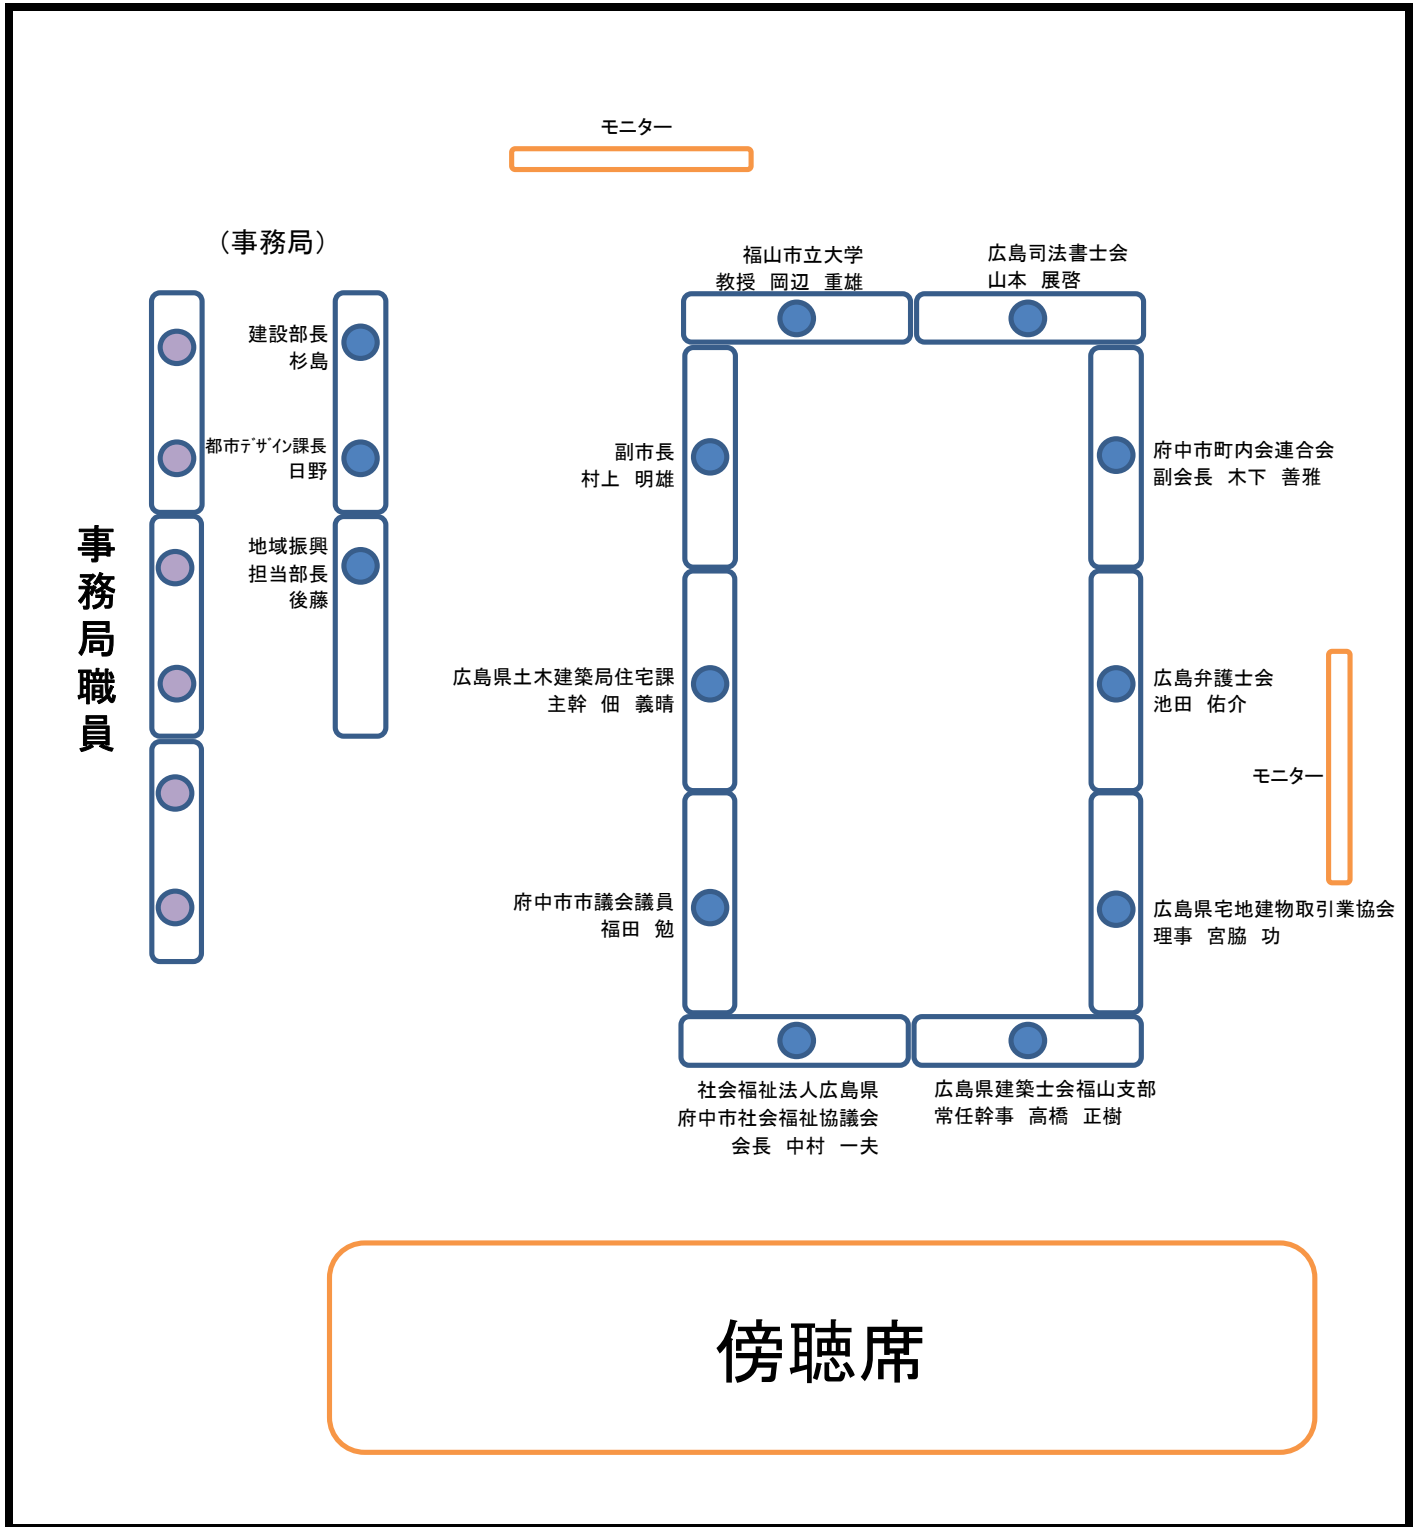 モニター
（事務局）
福山市立大学
教授　岡辺　重雄
広島司法書士会
山本　展啓
建設部長
杉島
都市ﾃﾞｻﾞｲﾝ課長
日野
地域振興
担当部長
後藤
事務局職員
副市長
村上　明雄
府中市町内会連合会
副会長　木下　善雅
広島県土木建築局住宅課
主幹　佃　義晴
広島弁護士会
池田　佑介
モニター
府中市市議会議員
福田　勉
広島県宅地建物取引業協会
理事　宮脇　功
社会福祉法人広島県
府中市社会福祉協議会
会長　中村　一夫
広島県建築士会福山支部
常任幹事　高橋　正樹
傍聴席